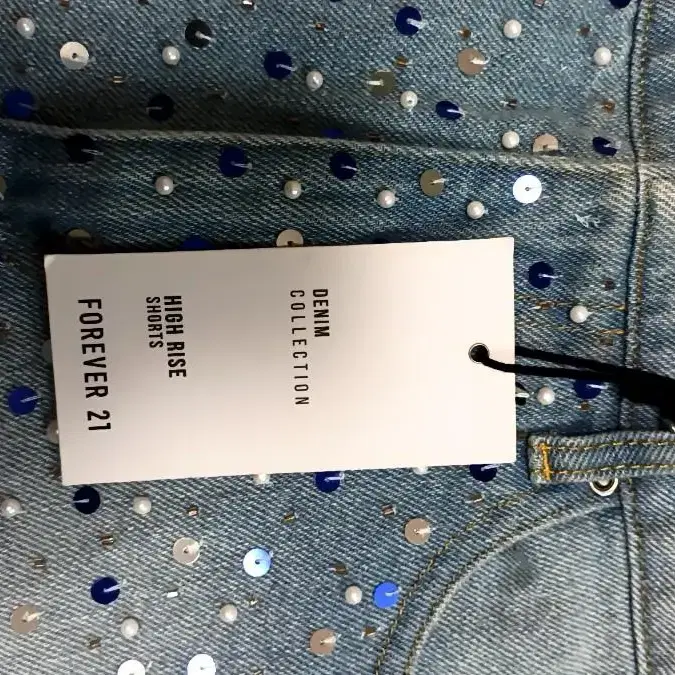 DENIM
COLLECTION
HIGH RISE
SHORTS
FOREVER 21